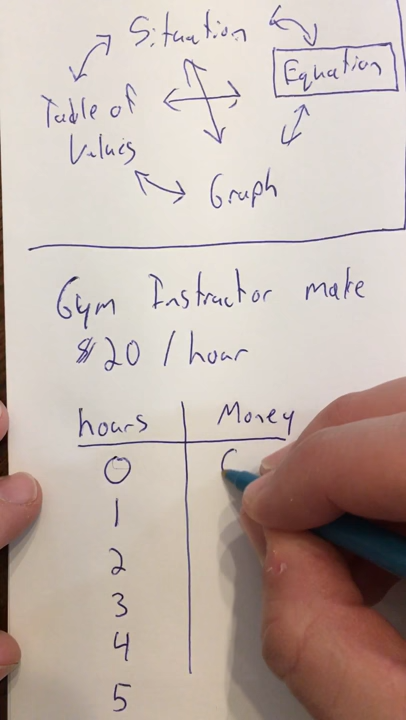 Situation
Equation
Table of
Values
Graph
Gym Instructor make
$20 / hour
hours Money
0
1
2
3
4
5